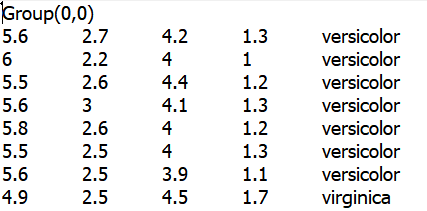 Group(0,0)
5.6 2.7 4.2 1.3 versicolor
6 2.2 4 1 versicolor
5.5 2.6 4.4 1.2 versicolor
5.6 3 4.1 1.3 versicolor
5.8 2.6 4 1.2 versicolor
5.5 2.5 4 1.3 versicolor
5.6 2.5 3.9 1.1 versicolor
4.9 2.5 4.5 1.7 virginica